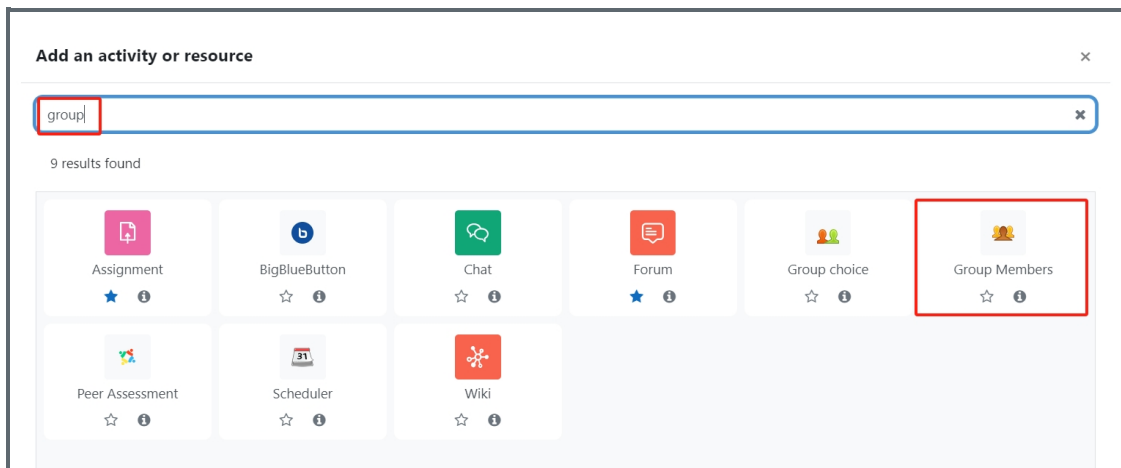 Add an activity or resource
group
9 results found
Assignment
BigBlueButton
Chat
Forum
Group choice
Group Members
31
Peer Assessment
Scheduler
Wiki